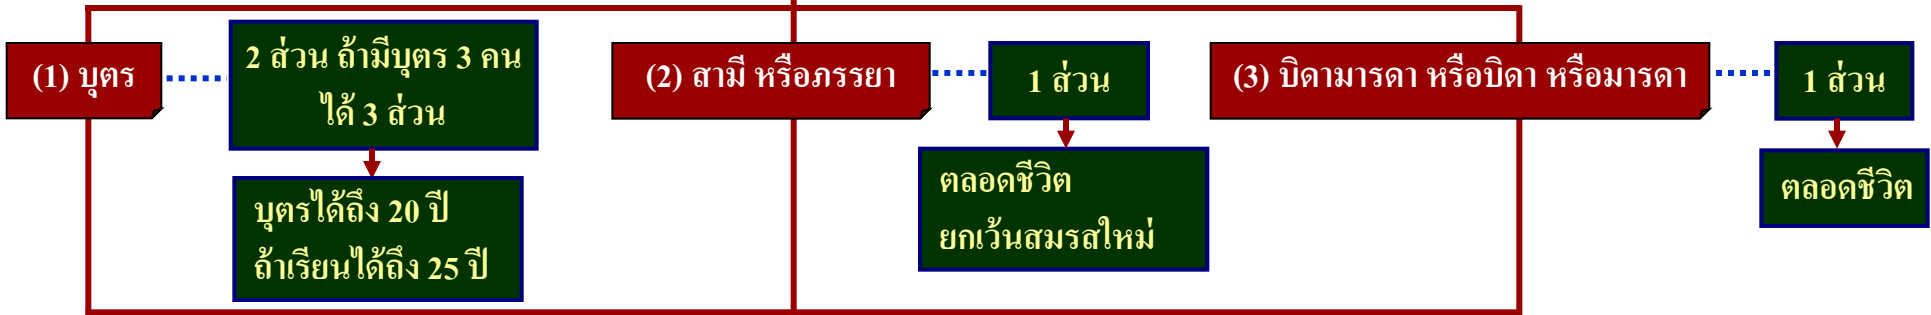 (1) บุตร
2 ส่วน ถ้ามีบุตร 3 คน
ได้ 3 ส่วน
บุตรได้ถึง 20 ปี
ถ้าเรียนได้ถึง 25 ปี
(2) สามี หรือภรรยา
1 ส่วน
ตลอดชีวิต
ยกเว้นสมรสใหม่
(3) บิดามารดา หรือบิดา หรือมารดา
1 ส่วน
ตลอดชีวิต